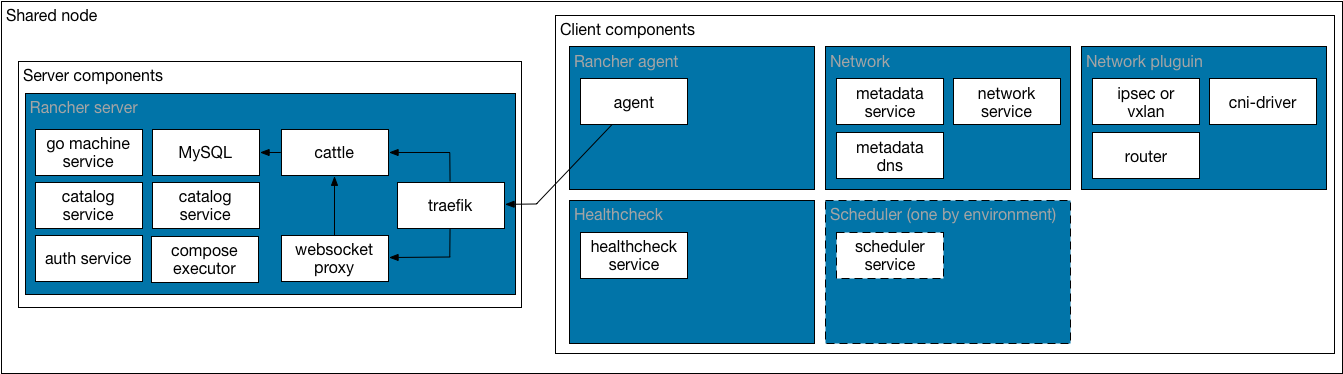 Shared node
Server components
Rancher server
go machine
service
MySQL
cattle
catalog
service
catalog
service
traefik
auth service
compose
executor
websocket
proxy
Client components
Rancher agent
agent
Network
metadata
service
network
service
metadata
dns
Network pluguin
ipsec or
vxlan
cni-driver
router
Healthcheck
healthcheck
service
Scheduler (one by environment)
scheduler
service